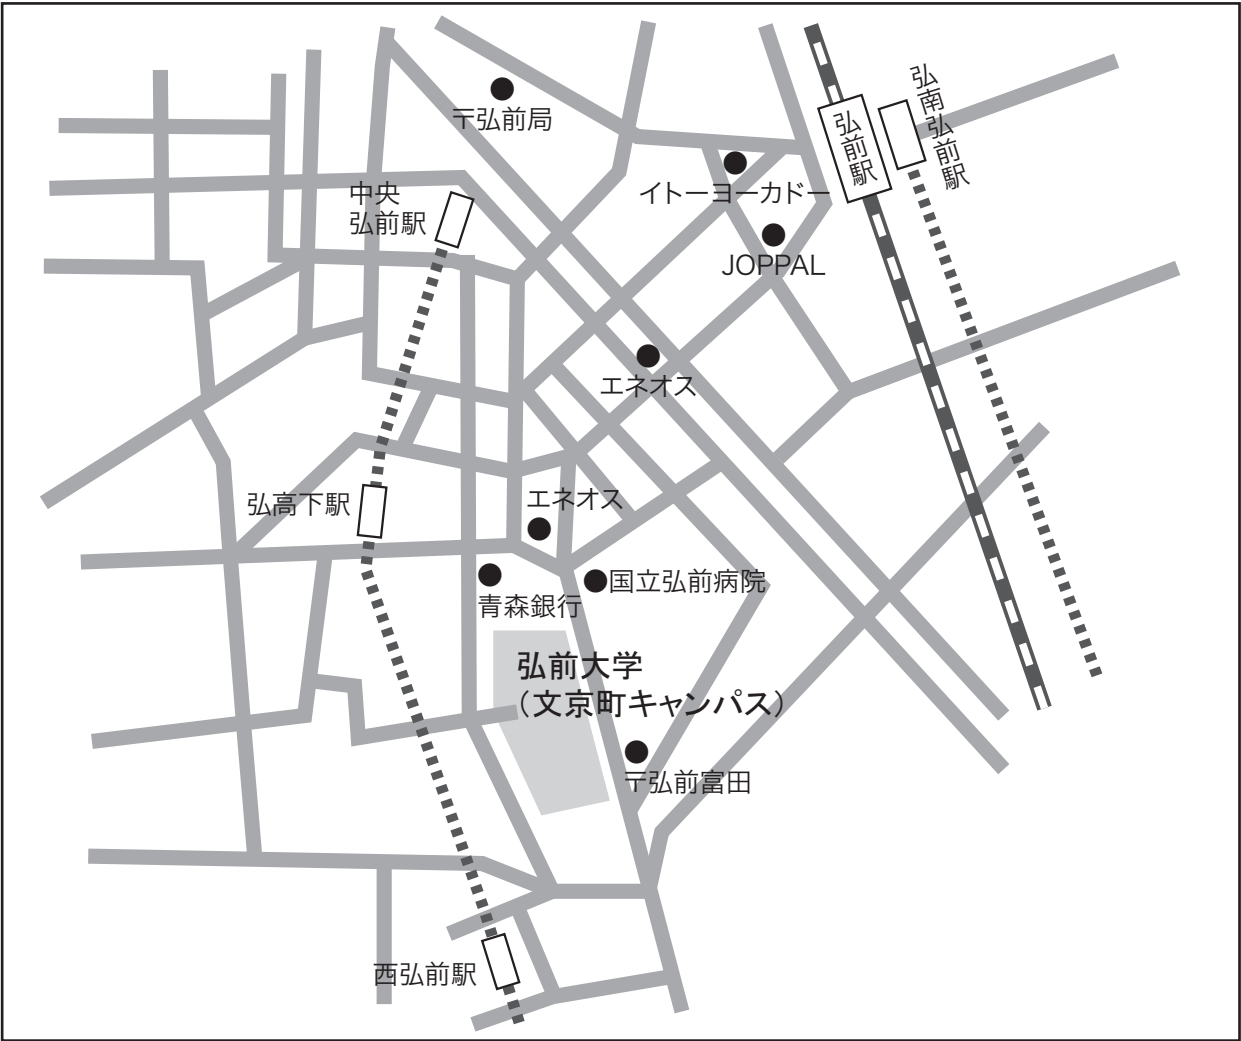 〒弘前局
弘前駅
弘南弘前駅
イトーヨーカドー
中央
弘前駅
JOPPAL
エネオス
弘高下駅
エネオス
国立弘前病院
青森銀行
弘前大学
（文京町キャンパス）
〒弘前富田
西弘前駅